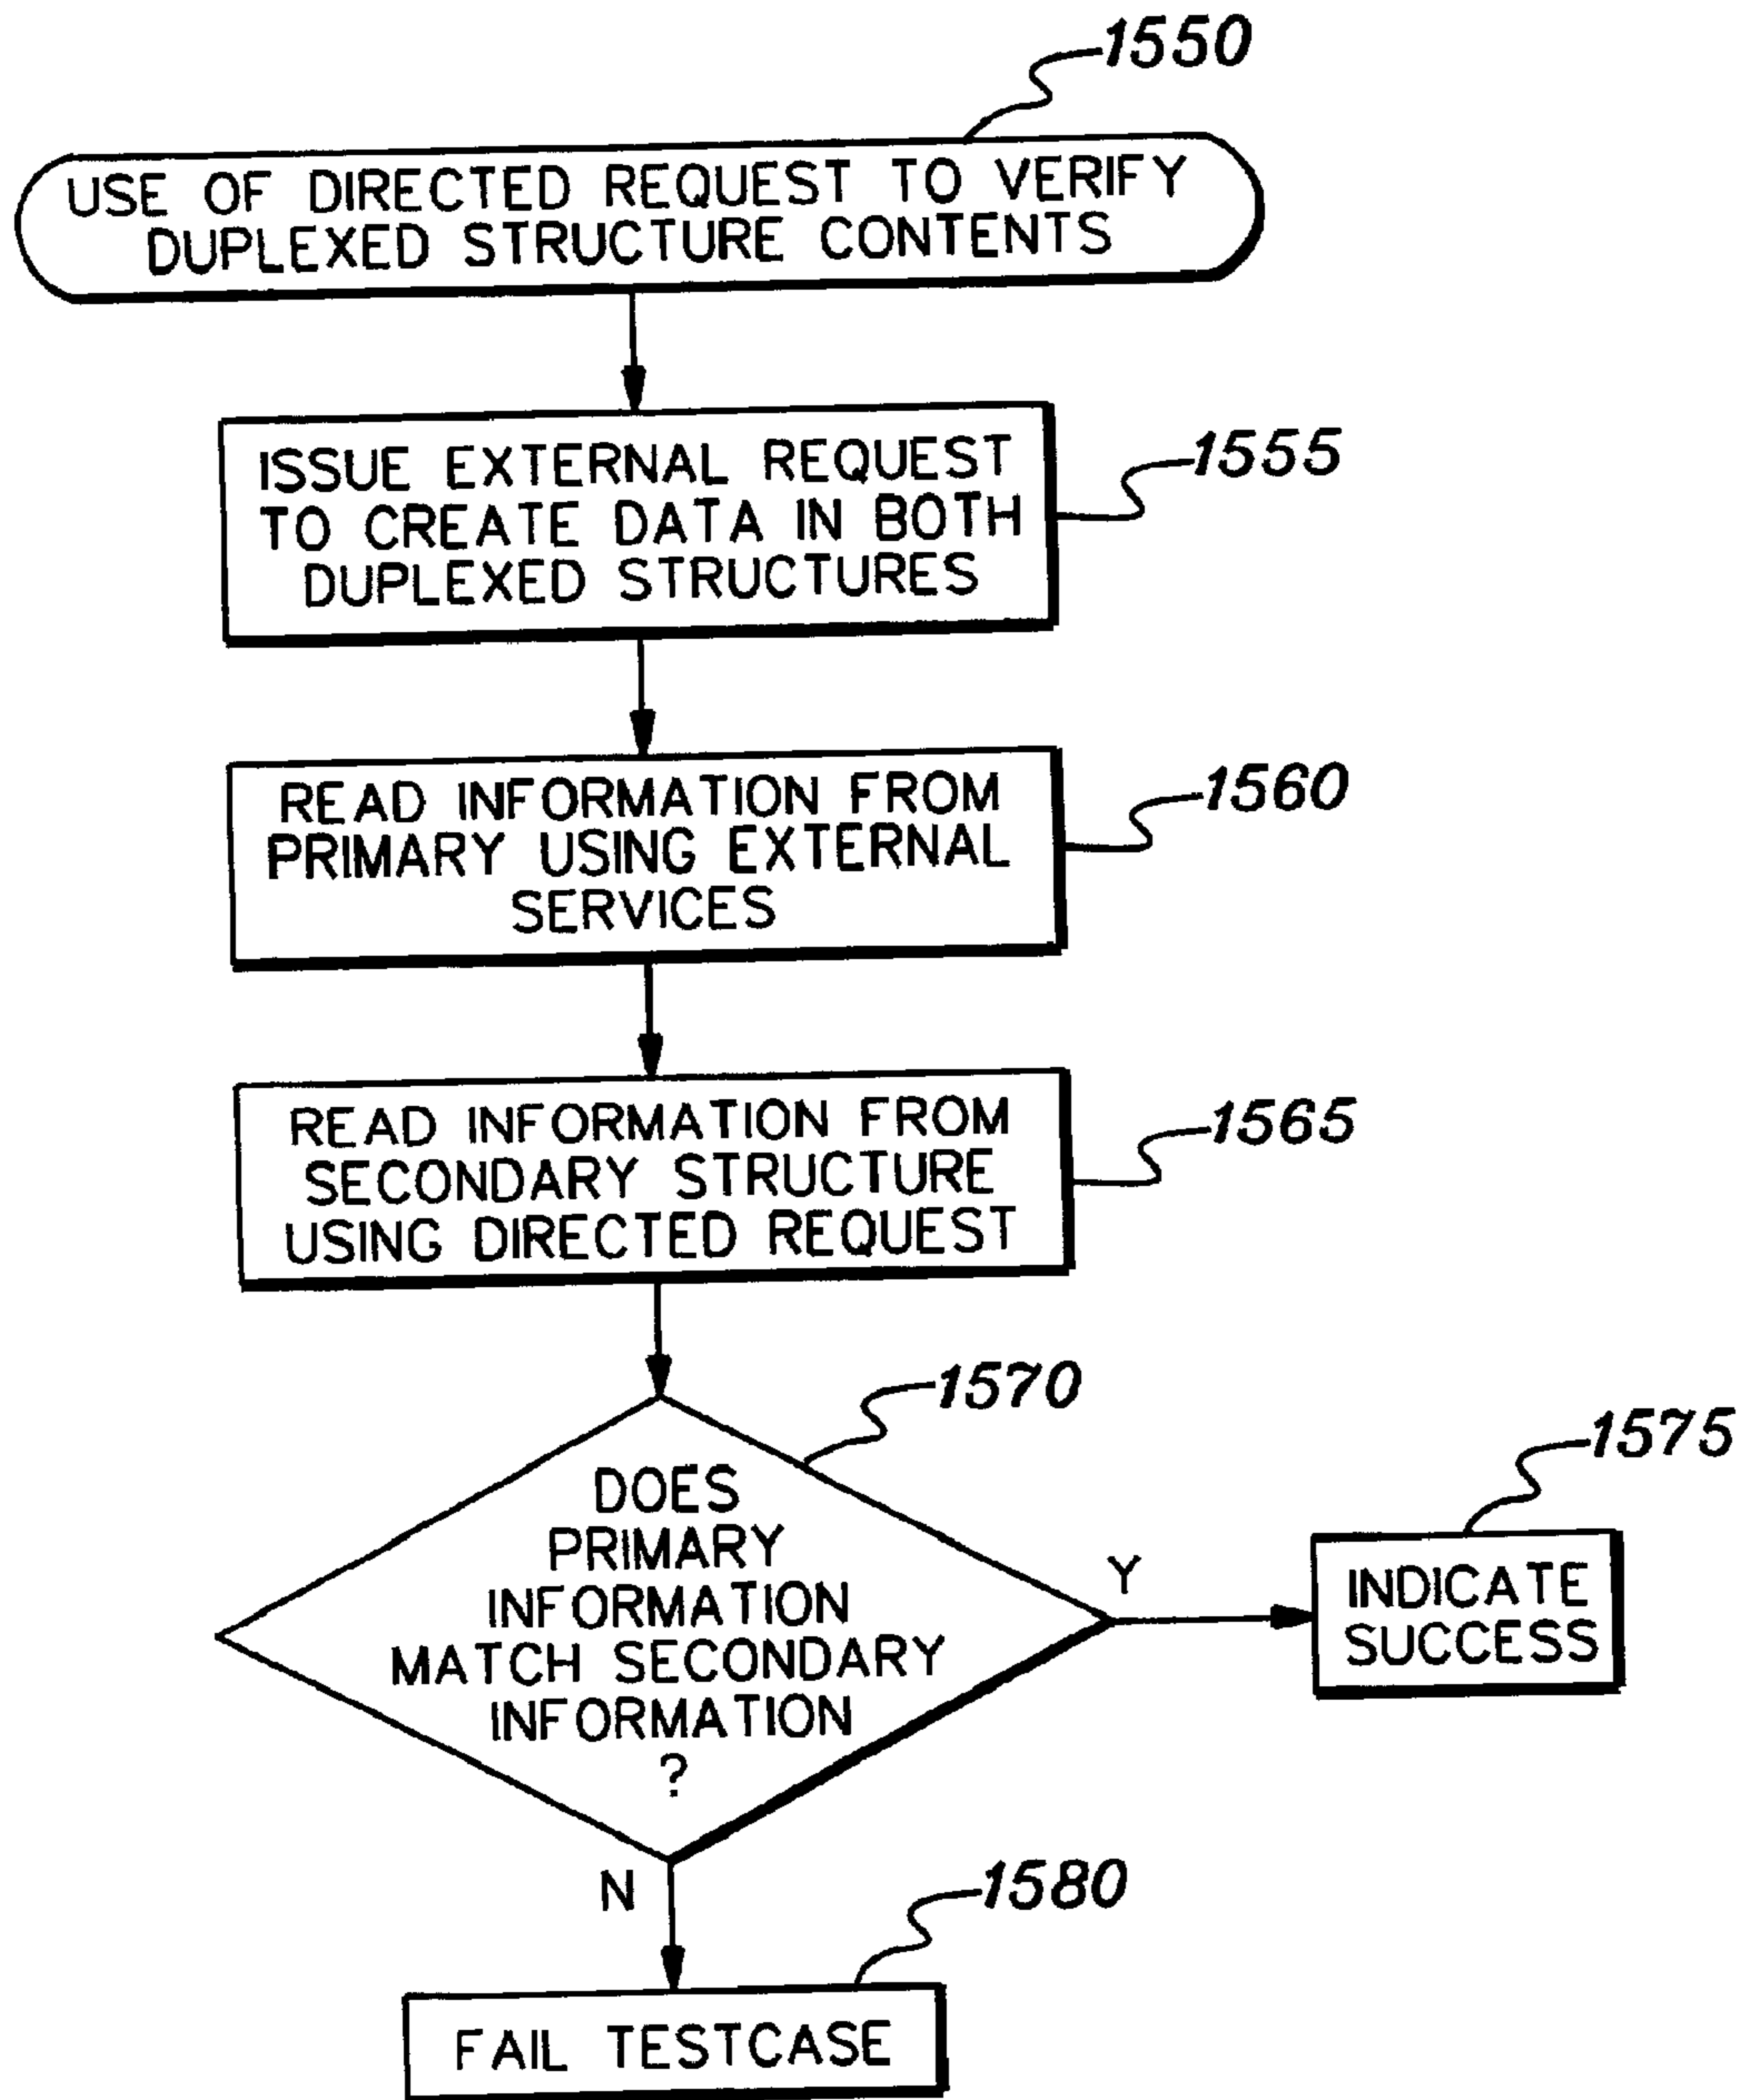 1550
USE OF DIRECTED REQUEST TO VERIFY
DUPLEXED STRUCTURE CONTENTS
ISSUE EXTERNAL REQUEST
TO CREATE DATA IN BOTH
DUPLEXED STRUCTURES
1555
READ INFORMATION FROM
PRIMARY USING EXTERNAL
SERVICES
1560
READ INFORMATION FROM
SECONDARY STRUCTURE
USING DIRECTED REQUEST
1565
1570
DOES
PRIMARY
INFORMATION
MATCH SECONDARY
INFORMATION
?
Y
1575
INDICATE
SUCCESS
N
1580
FAIL TESTCASE